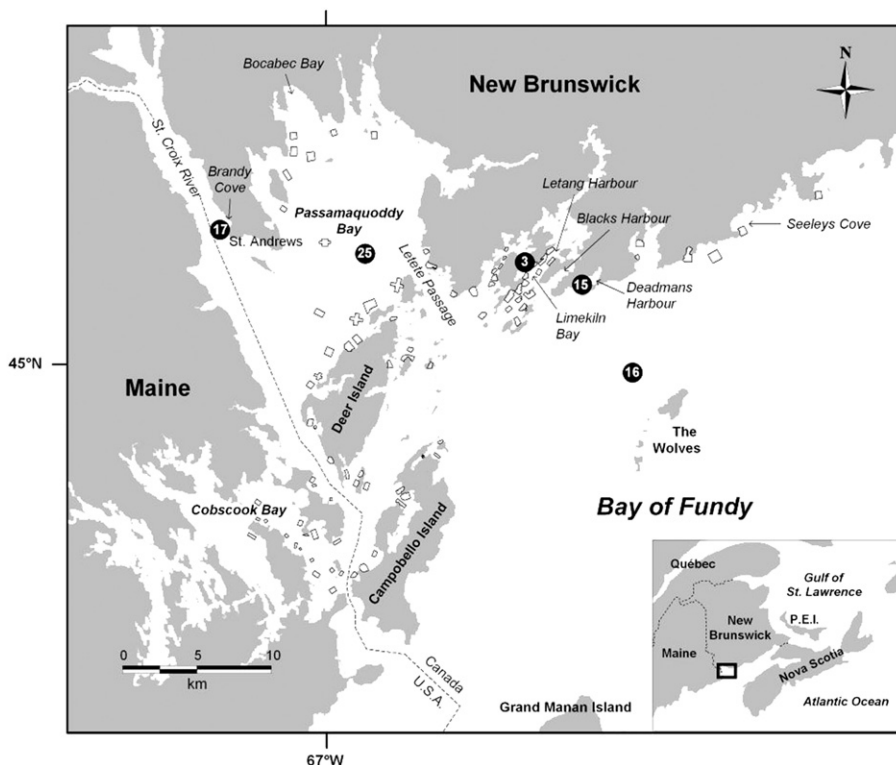 N
Bocabec Bay
New Brunswick
St. Croix River
Brandy
Cove
Letang Harbour
Passamaquoddy
Bay
Blacks Harbour
Seeleys Cove
17
St. Andrews
25
Letete Passage
3
15
Deadmans
Harbour
Limekiln
Bay
45°N
16
Maine
Deer Island
The
Wolves
Cobscook Bay
Bay of Fundy
Campobello Island
Québec
Gulf of
St. Lawrence
P.E.I.
New
Brunswick
Maine
Nova Scotia
Atlantic Ocean
0 5 10
km
Canada
U.S.A.
Grand Manan Island
67°W